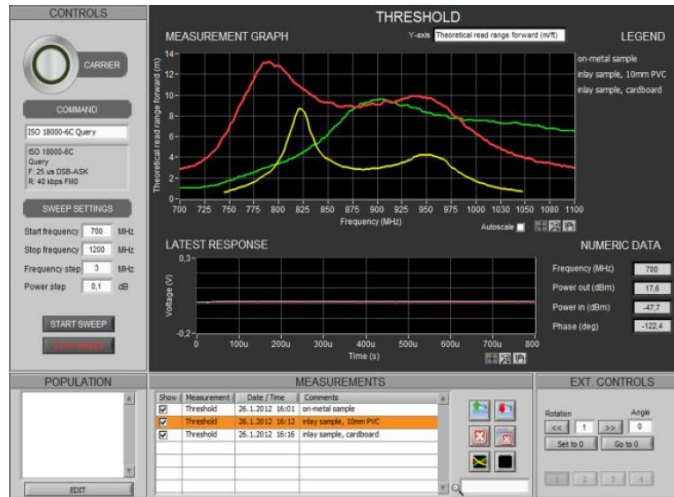 CONTROLS
CARRIER
COMMAND
ISO 18000-6C Query
ISO 18000-6C
Query
F: 25 us DSB-ASK
R: 40 kbps FM0
SWEEP SETTINGS
Start frequency 700 MHz
Stop frequency 1200 MHz
Frequency step 3 MHz
Power step 0,1 dB
START SWEEP
STOP SWEEP
THRESHOLD
MEASUREMENT GRAPH
Y-axis Theoretical read range forward (m/ft)
LEGEND
on-metal sample
inlay sample, 10mm PVC
inlay sample, cardboard
Theoretical read range forward (m)
14
12
10
8
6
4
2
0
700 725 750 775 800 825 850 875 900 925 950 975 1000 1030 1050 1080 1100
Frequency (MHz)
Autoscale
LATEST RESPONSE
Voltage (V)
0,3
-0,2
0 100u 200u 300u 400u 500u 600u 700u 800
Time (s)
NUMERIC DATA
Frequency (MHz) 700
Power out (dBm) 17,6
Power in (dBm) -47,7
Phase (deg) -122,4
POPULATION
EDIT
MEASUREMENTS
Show Measurement Date / Time Comments
Threshold 26.1.2012 16:01 on-metal sample
Threshold 26.1.2012 16:12 inlay sample, 10mm PVC
Threshold 26.1.2012 16:16 inlay sample, cardboard
EXT. CONTROLS
Rotation Angle
<< 1 >> 0
Set to 0 Go to 0
1 2 3 4